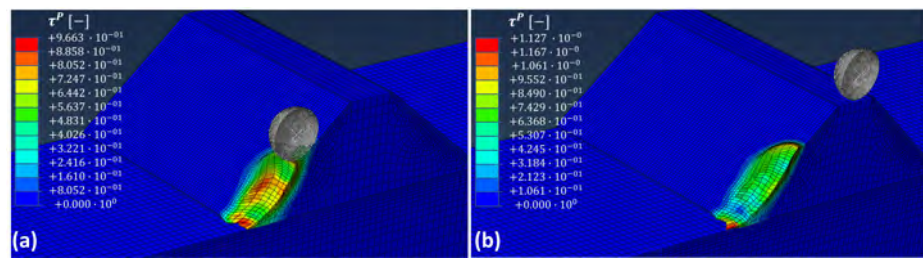 τᴾ [−]
+9.663 · 10⁻⁰¹
+8.858 · 10⁻⁰¹
+8.052 · 10⁻⁰¹
+7.247 · 10⁻⁰¹
+6.442 · 10⁻⁰¹
+5.637 · 10⁻⁰¹
+4.831 · 10⁻⁰¹
+4.026 · 10⁻⁰¹
+3.221 · 10⁻⁰¹
+2.416 · 10⁻⁰¹
+1.610 · 10⁻⁰¹
+8.052 · 10⁻⁰¹
+0.000 · 10⁰
(a)
τᴾ [−]
+1.127 · 10⁻⁰
+1.167 · 10⁻⁰
+1.061 · 10⁻⁰
+9.552 · 10⁻⁰¹
+8.490 · 10⁻⁰¹
+7.429 · 10⁻⁰¹
+6.368 · 10⁻⁰¹
+5.307 · 10⁻⁰¹
+4.245 · 10⁻⁰¹
+3.184 · 10⁻⁰¹
+2.123 · 10⁻⁰¹
+1.061 · 10⁻⁰¹
+0.000 · 10⁰
(b)